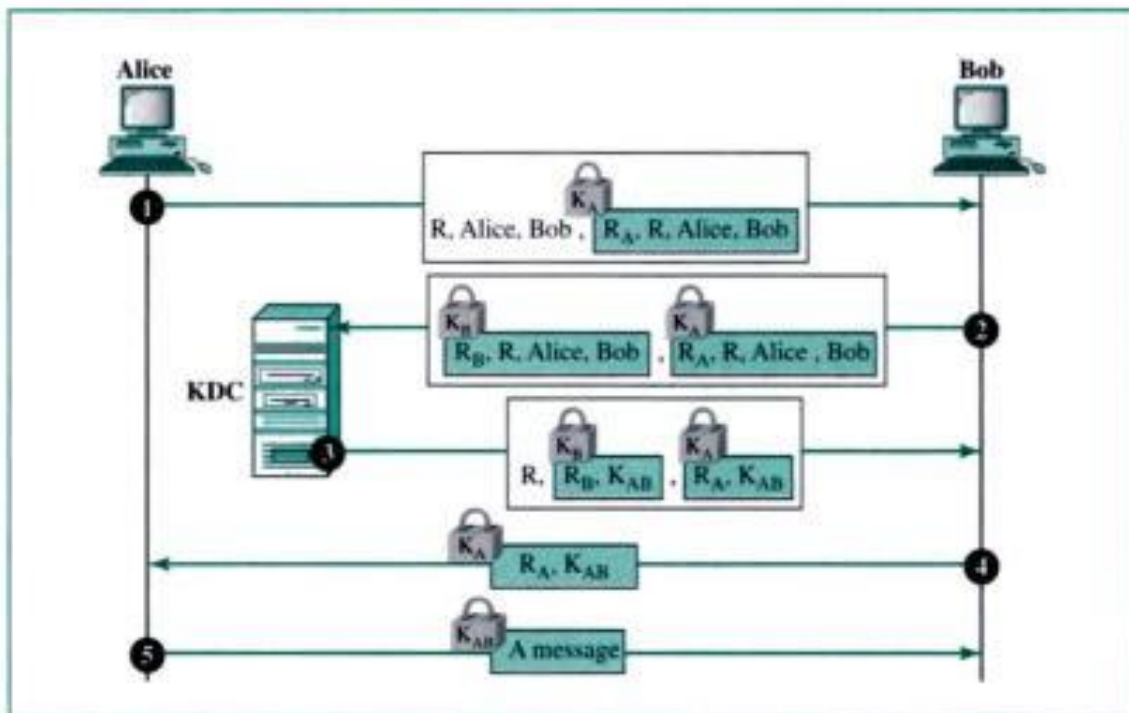 Alice
Bob
1
K_A
R, Alice, Bob , R_A, R, Alice, Bob
2
K_B
K_A
R_B, R, Alice, Bob , R_A, R, Alice , Bob
KDC
3
K_B
K_A
R, R_B, K_AB , R_A, K_AB
4
K_A
R_A, K_AB
5
K_AB
A message